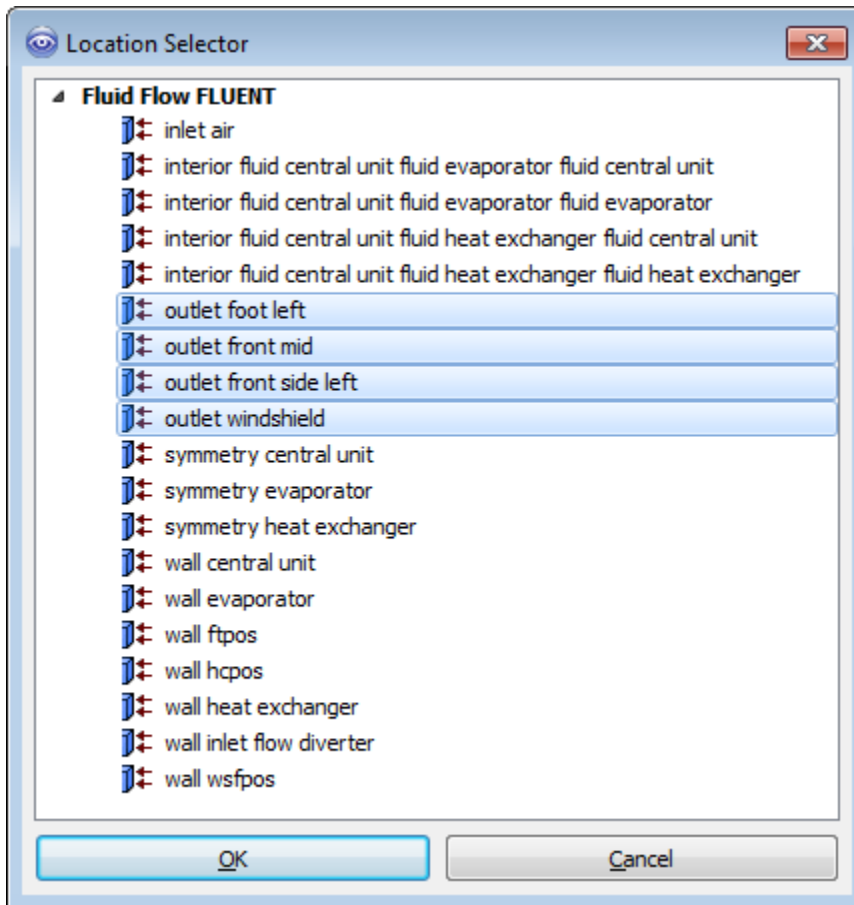 Location Selector
Fluid Flow FLUENT
inlet air
interior fluid central unit fluid evaporator fluid central unit
interior fluid central unit fluid evaporator fluid evaporator
interior fluid central unit fluid heat exchanger fluid central unit
interior fluid central unit fluid heat exchanger fluid heat exchanger
outlet foot left
outlet front mid
outlet front side left
outlet windshield
symmetry central unit
symmetry evaporator
symmetry heat exchanger
wall central unit
wall evaporator
wall ftpos
wall hcpos
wall heat exchanger
wall inlet flow diverter
wall wsfpos
OK Cancel